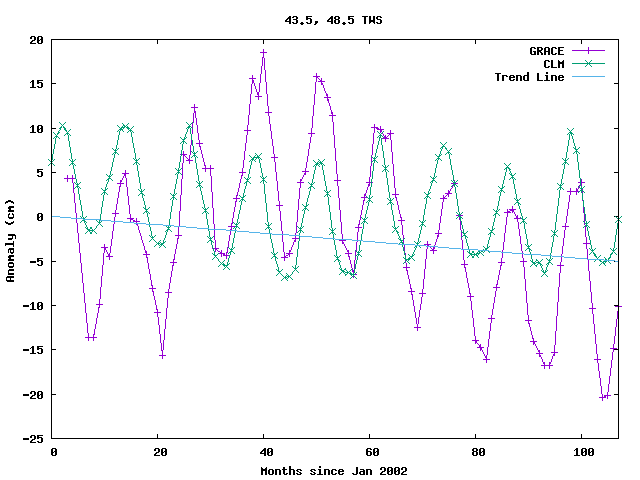 43.5, 48.5 TWS
GRACE
CLM
Trend Line
20
15
10
5
0
-5
-10
-15
-20
-25
Anomaly (cm)
0 20 40 60 80 100
Months since Jan 2002